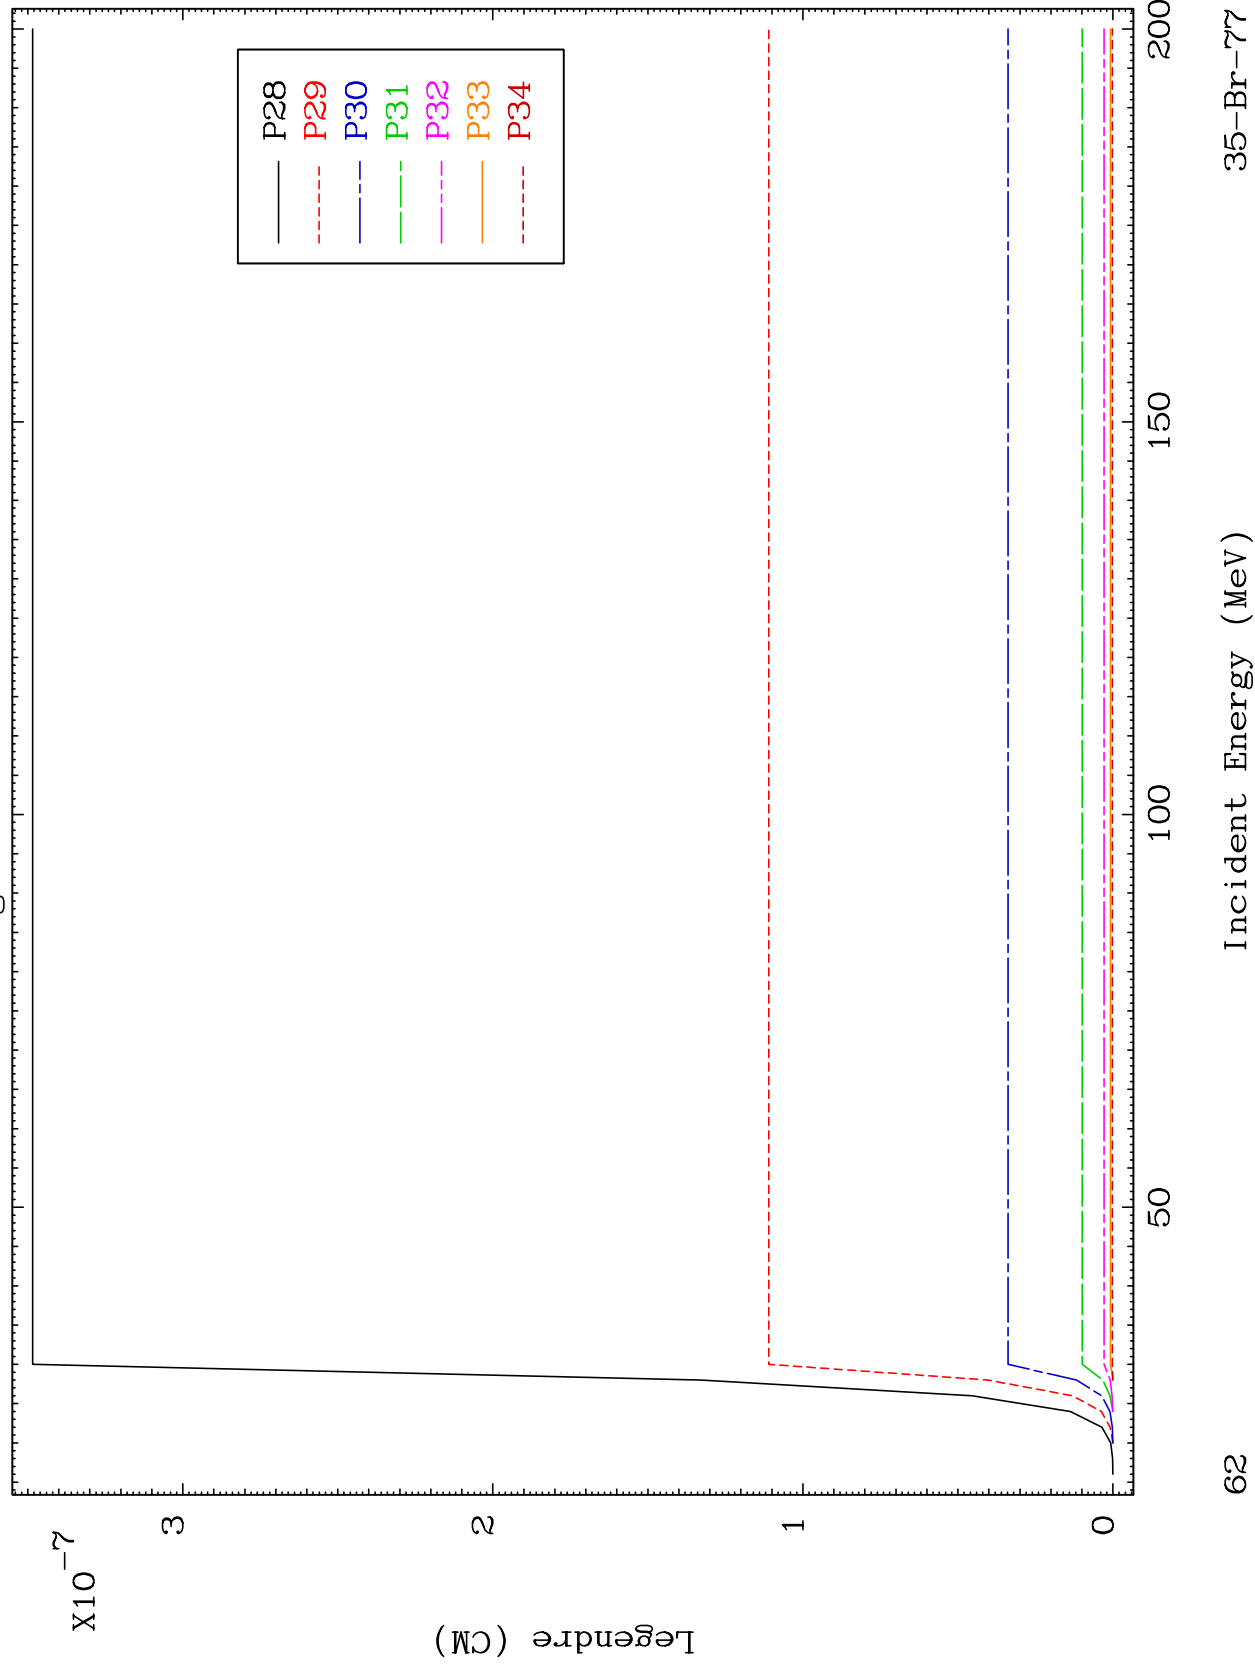 X10-7
3
2
1
0
Legendre (CM)
P28
P29
P30
P31
P32
P33
P34
50
100
150
200
Incident Energy (MeV)
62
35-Br-77